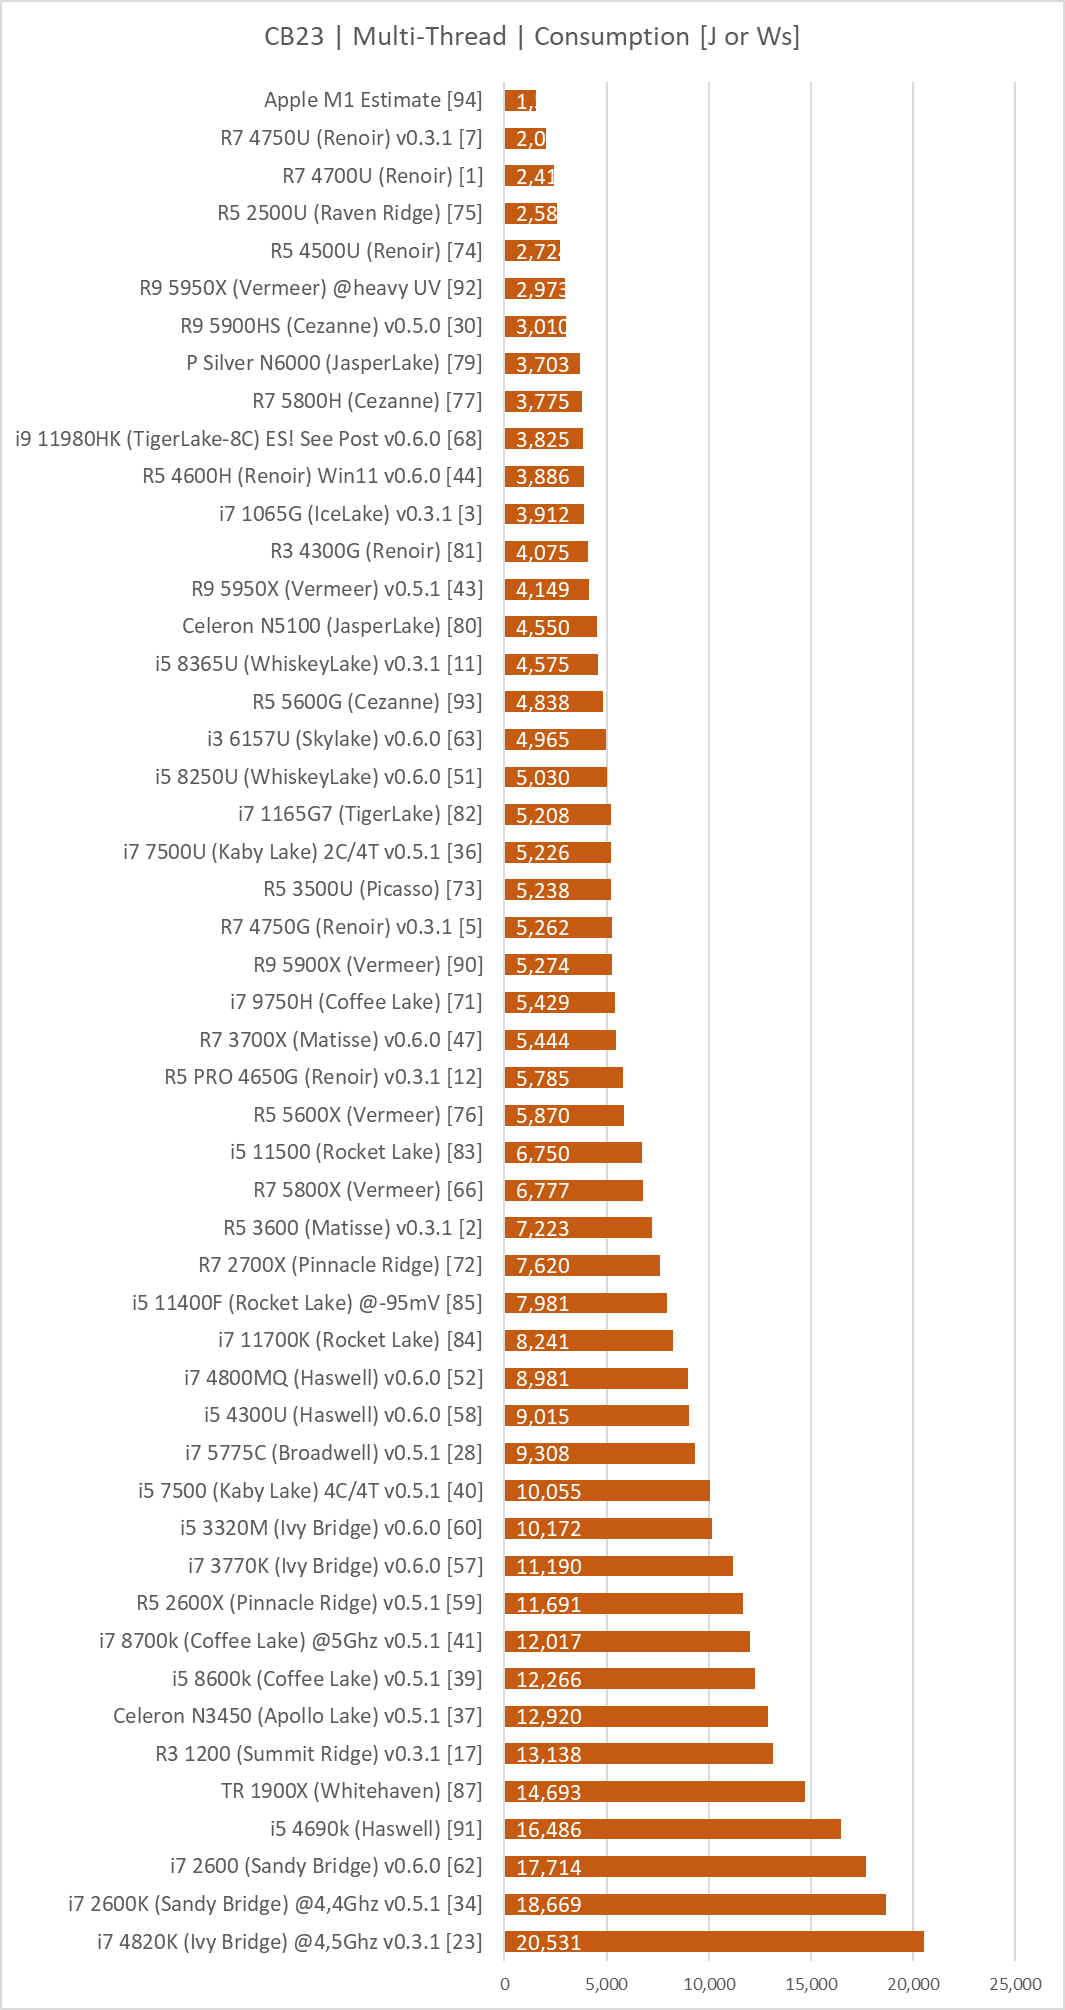 CB23 | Multi-Thread | Consumption [J or Ws]
Apple M1 Estimate [94] 1,
R7 4750U (Renoir) v0.3.1 [7] 2,0
R7 4700U (Renoir) [1] 2,41
R5 2500U (Raven Ridge) [75] 2,58
R5 4500U (Renoir) [74] 2,724
R9 5950X (Vermeer) @heavy UV [92] 2,973
R9 5900HS (Cezanne) v0.5.0 [30] 3,010
P Silver N6000 (JasperLake) [79] 3,703
R7 5800H (Cezanne) [77] 3,775
i9 11980HK (TigerLake-8C) ES! See Post v0.6.0 [68] 3,825
R5 4600H (Renoir) Win11 v0.6.0 [44] 3,886
i7 1065G (IceLake) v0.3.1 [3] 3,912
R3 4300G (Renoir) [81] 4,075
R9 5950X (Vermeer) v0.5.1 [43] 4,149
Celeron N5100 (JasperLake) [80] 4,550
i5 8365U (WhiskeyLake) v0.3.1 [11] 4,575
R5 5600G (Cezanne) [93] 4,838
i3 6157U (Skylake) v0.6.0 [63] 4,965
i5 8250U (WhiskeyLake) v0.6.0 [51] 5,030
i7 1165G7 (TigerLake) [82] 5,208
i7 7500U (Kaby Lake) 2C/4T v0.5.1 [36] 5,226
R5 3500U (Picasso) [73] 5,238
R7 4750G (Renoir) v0.3.1 [5] 5,262
R9 5900X (Vermeer) [90] 5,274
i7 9750H (Coffee Lake) [71] 5,429
R7 3700X (Matisse) v0.6.0 [47] 5,444
R5 PRO 4650G (Renoir) v0.3.1 [12] 5,785
R5 5600X (Vermeer) [76] 5,870
i5 11500 (Rocket Lake) [83] 6,750
R7 5800X (Vermeer) [66] 6,777
R5 3600 (Matisse) v0.3.1 [2] 7,223
R7 2700X (Pinnacle Ridge) [72] 7,620
i5 11400F (Rocket Lake) @-95mV [85] 7,981
i7 11700K (Rocket Lake) [84] 8,241
i7 4800MQ (Haswell) v0.6.0 [52] 8,981
i5 4300U (Haswell) v0.6.0 [58] 9,015
i7 5775C (Broadwell) v0.5.1 [28] 9,308
i5 7500 (Kaby Lake) 4C/4T v0.5.1 [40] 10,055
i5 3320M (Ivy Bridge) v0.6.0 [60] 10,172
i7 3770K (Ivy Bridge) v0.6.0 [57] 11,190
R5 2600X (Pinnacle Ridge) v0.5.1 [59] 11,691
i7 8700k (Coffee Lake) @5Ghz v0.5.1 [41] 12,017
i5 8600k (Coffee Lake) v0.5.1 [39] 12,266
Celeron N3450 (Apollo Lake) v0.5.1 [37] 12,920
R3 1200 (Summit Ridge) v0.3.1 [17] 13,138
TR 1900X (Whitehaven) [87] 14,693
i5 4690k (Haswell) [91] 16,486
i7 2600 (Sandy Bridge) v0.6.0 [62] 17,714
i7 2600K (Sandy Bridge) @4,4Ghz v0.5.1 [34] 18,669
i7 4820K (Ivy Bridge) @4,5Ghz v0.3.1 [23] 20,531
0 5,000 10,000 15,000 20,000 25,000